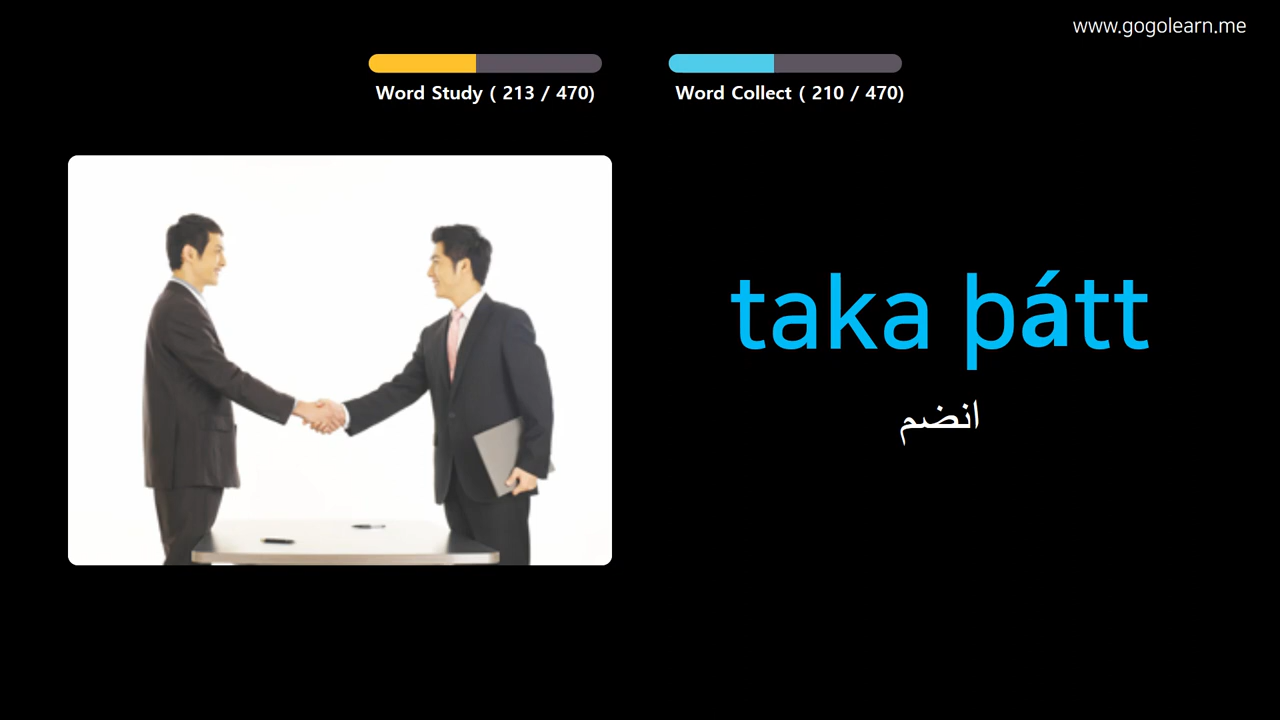 www.gogolearn.me
Word Study ( 213 / 470)
Word Collect ( 210 / 470)
taka þátt
انضم